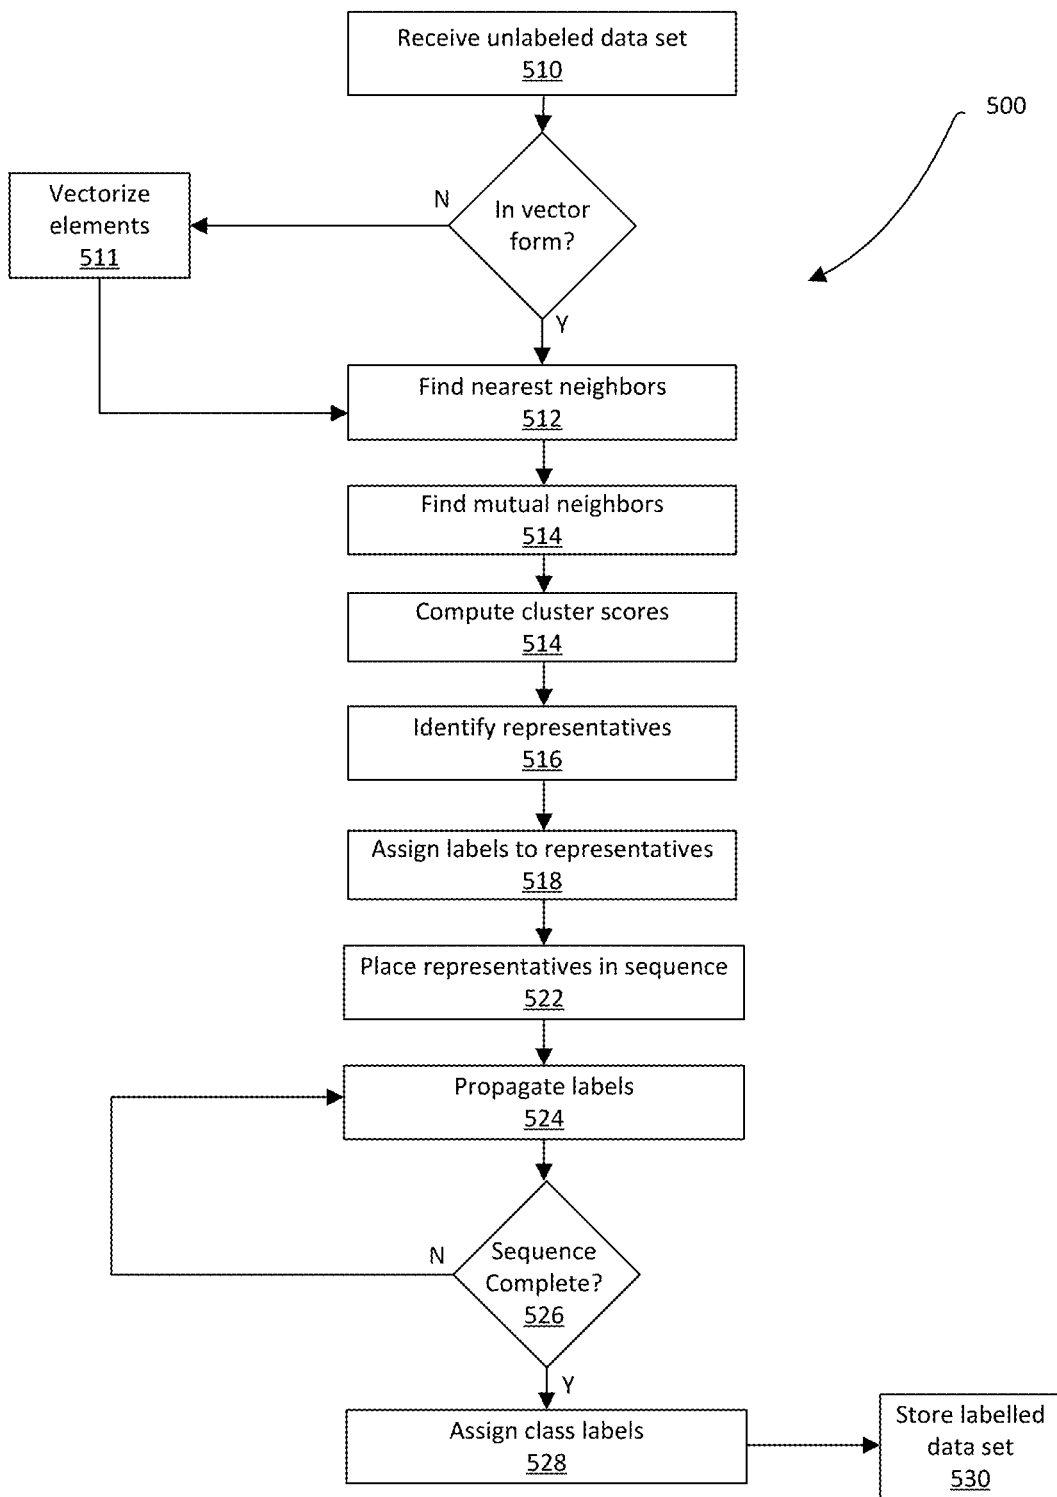 Receive unlabeled data set
510
500
In vector
form?
N
Vectorize
elements
511
Y
Find nearest neighbors
512
Find mutual neighbors
514
Compute cluster scores
514
Identify representatives
516
Assign labels to representatives
518
Place representatives in sequence
522
Propagate labels
524
Sequence
Complete?
526
N
Y
Assign class labels
528
Store labelled
data set
530